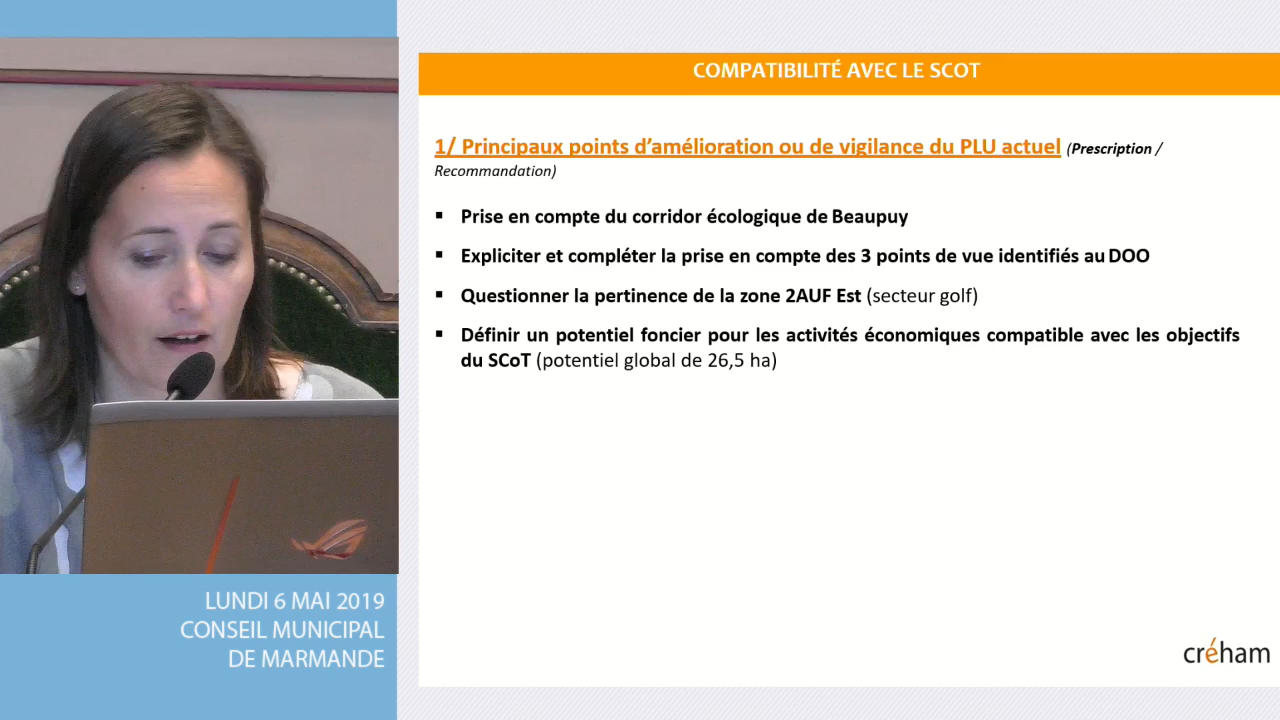 COMPATIBILITÉ AVEC LE SCOT
1/ Principaux points d’amélioration ou de vigilance du PLU actuel (Prescription /
Recommandation)
▪ Prise en compte du corridor écologique de Beaupuy
▪ Expliciter et compléter la prise en compte des 3 points de vue identifiés au DOO
▪ Questionner la pertinence de la zone 2AUF Est (secteur golf)
▪ Définir un potentiel foncier pour les activités économiques compatible avec les objectifs
du SCoT (potentiel global de 26,5 ha)
LUNDI 6 MAI 2019
CONSEIL MUNICIPAL
DE MARMANDE
créham